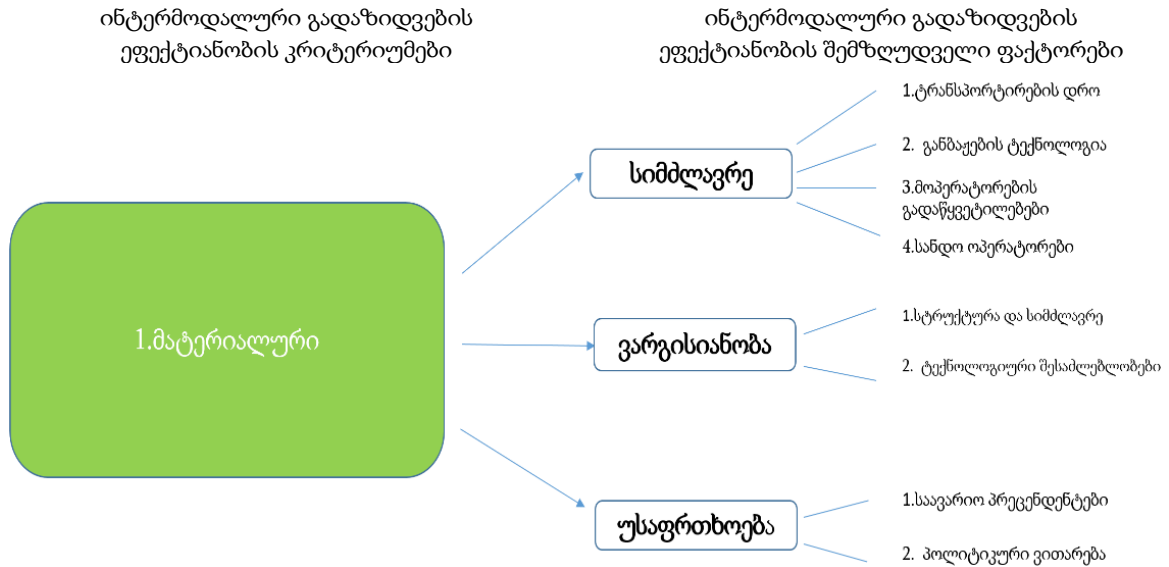 ინტერმოდალური გადაზიდვების
ეფექტიანობის კრიტერიუმები
ინტერმოდალური გადაზიდვების
ეფექტიანობის შემზღუდველი ფაქტორები
1.მატერიალური
სიმძლავრე
1.ტრანსპორტირების დრო
2. განბაჟების ტექნოლოგია
3.მოპერატორების
გადაწყვეტილებები
4.სანდო ოპერატორები
ვარგისიანობა
1.სტრუქტურა და სიმძლავრე
2. ტექნოლოგიური შესაძლებლობები
უსაფრთხოება
1.საავარიო პრეცენდენტები
2. პოლიტიკური ვითარება